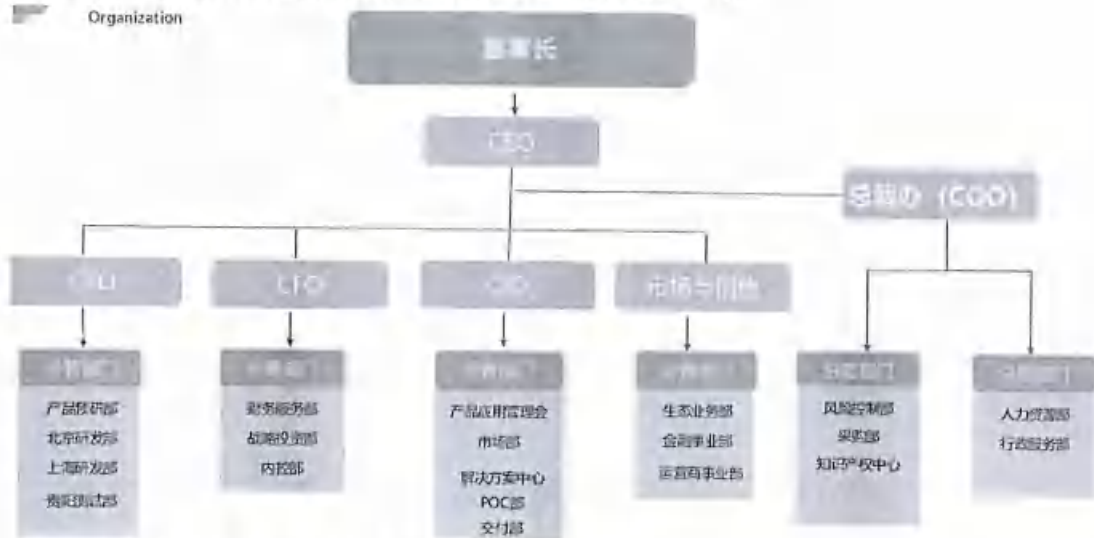 Organization
董事长
CEO
总裁办（COO）
CFO
市场与销售
分管部门
分管部门
分管部门
分管部门
分管部门
分管部门
产品预研部
北京研发部
上海研发部
贵阳测试部
财务服务部
战略投资部
内控部
产品应用管理会
市场部
解决方案中心
POC部
交付部
生态业务部
金融事业部
运营商事业部
风险控制部
采购部
知识产权中心
人力资源部
行政服务部